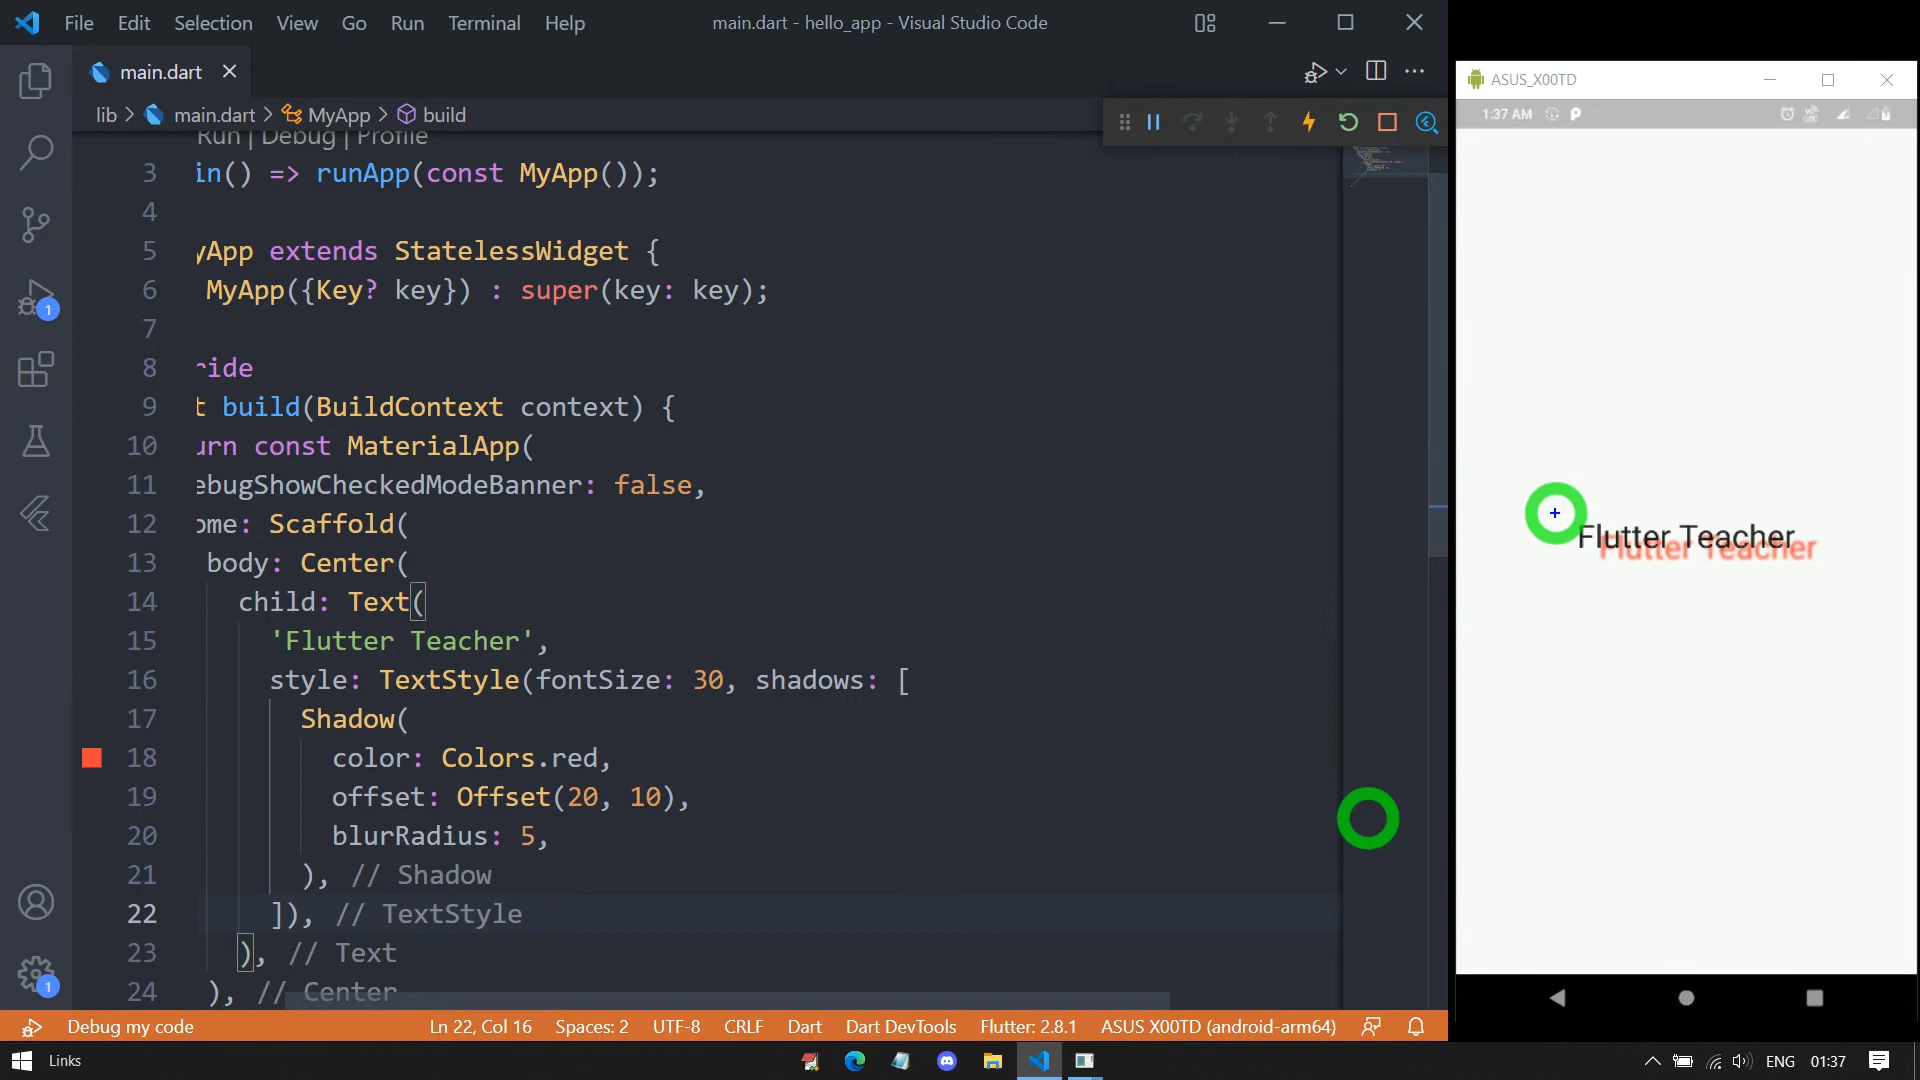 File Edit Selection View Go Run Terminal Help
main.dart - hello_app - Visual Studio Code
main.dart
lib > main.dart > MyApp > build
Run | Debug | Profile
3 in() => runApp(const MyApp());
4
5 yApp extends StatelessWidget {
6 MyApp({Key? key}) : super(key: key);
7
8 ride
9 t build(BuildContext context) {
10 urn const MaterialApp(
11 ebugShowCheckedModeBanner: false,
12 ome: Scaffold(
13 body: Center(
14 child: Text(
15 'Flutter Teacher',
16 style: TextStyle(fontSize: 30, shadows: [
17 Shadow(
18 color: Colors.red,
19 offset: Offset(20, 10),
20 blurRadius: 5,
21 ), // Shadow
22 ]), // TextStyle
23 ), // Text
24 ), // Center
1
1
Debug my code Ln 22, Col 16 Spaces: 2 UTF-8 CRLF Dart Dart DevTools Flutter: 2.8.1 ASUS X00TD (android-arm64)
ASUS_X00TD
1:37 AM
Flutter Teacher
Flutter Teacher
Links
ENG 01:37